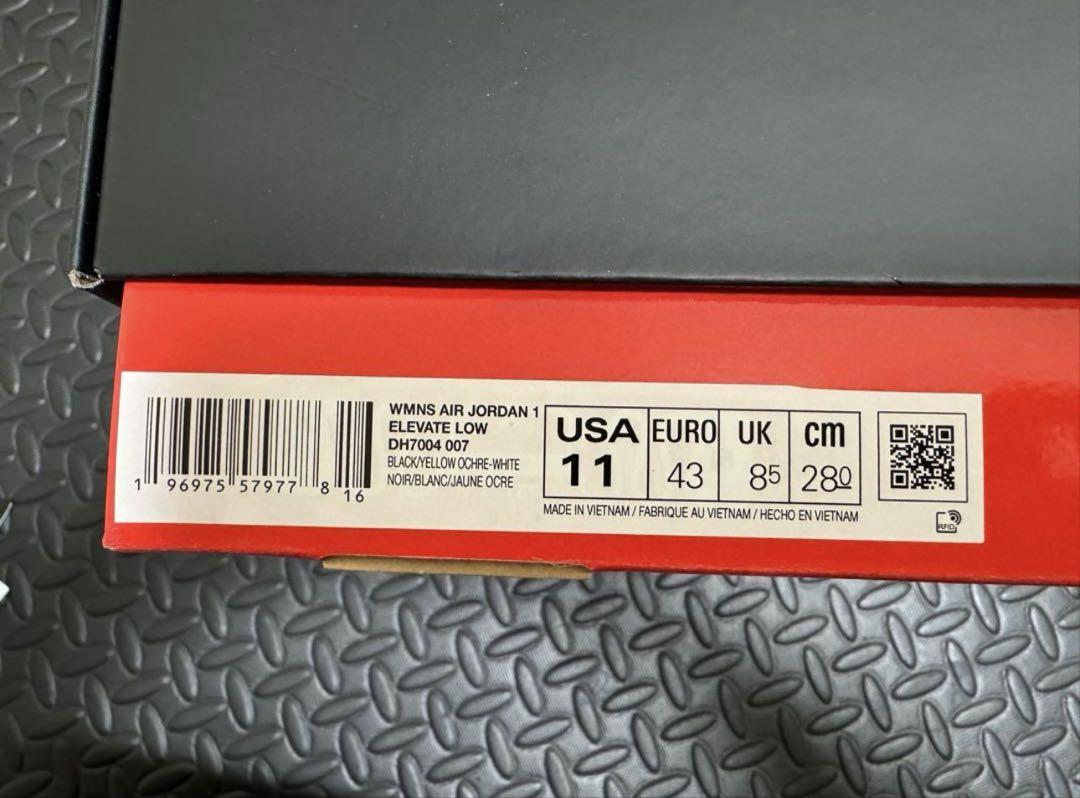 1 96975 57977 8 16
WMNS AIR JORDAN 1
ELEVATE LOW
DH7004 007
BLACK/YELLOW OCHRE-WHITE
NOIR/BLANC/JAUNE OCRE
USA EURO UK cm
11 43 85 280
MADE IN VIETNAM / FABRIQUE AU VIETNAM / HECHO EN VIETNAM
RFID